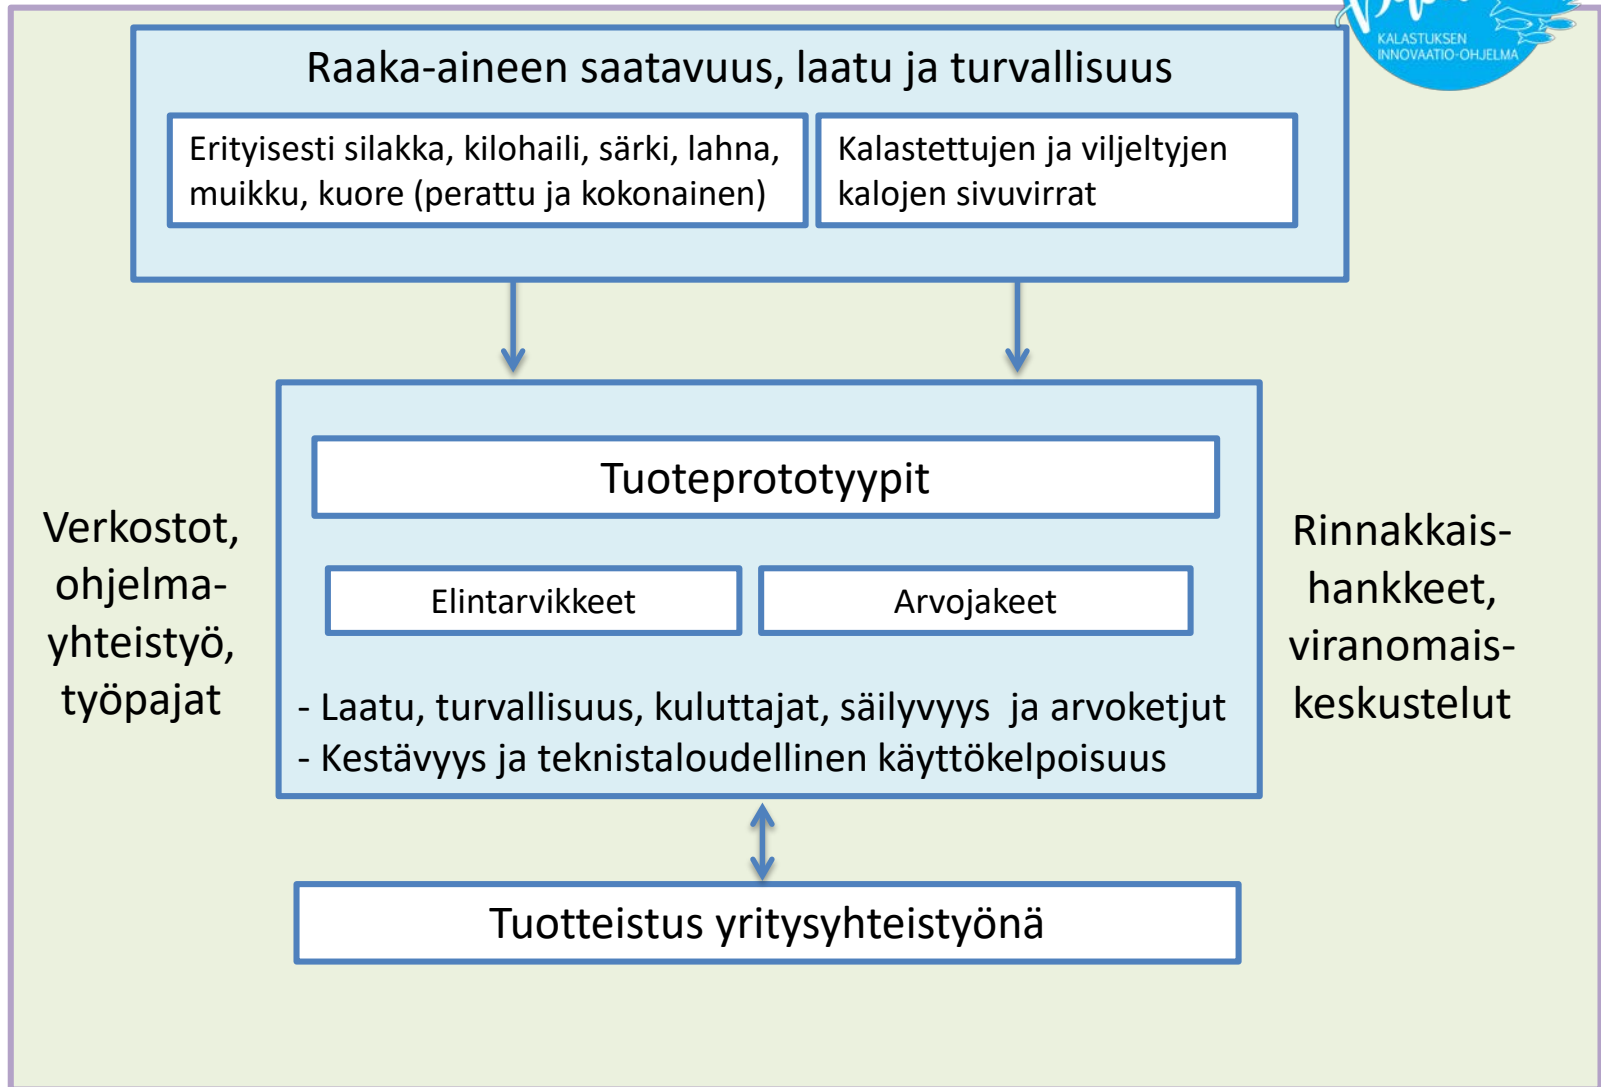 KALASTUKSEN
INNOVAATIO-OHJELMA
Raaka-aineen saatavuus, laatu ja turvallisuus
Erityisesti silakka, kilohaili, särki, lahna,
muikku, kuore (perattu ja kokonainen)
Kalastettujen ja viljeltyjen
kalojen sivuvirrat
Verkostot,
ohjelma-
yhteistyö,
työpajat
Tuoteprototyypit
Elintarvikkeet
Arvojakeet
- Laatu, turvallisuus, kuluttajat, säilyvyys  ja arvoketjut
- Kestävyys ja teknistaloudellinen käyttökelpoisuus
Rinnakkais-
hankkeet,
viranomais-
keskustelut
Tuotteistus yritysyhteistyönä